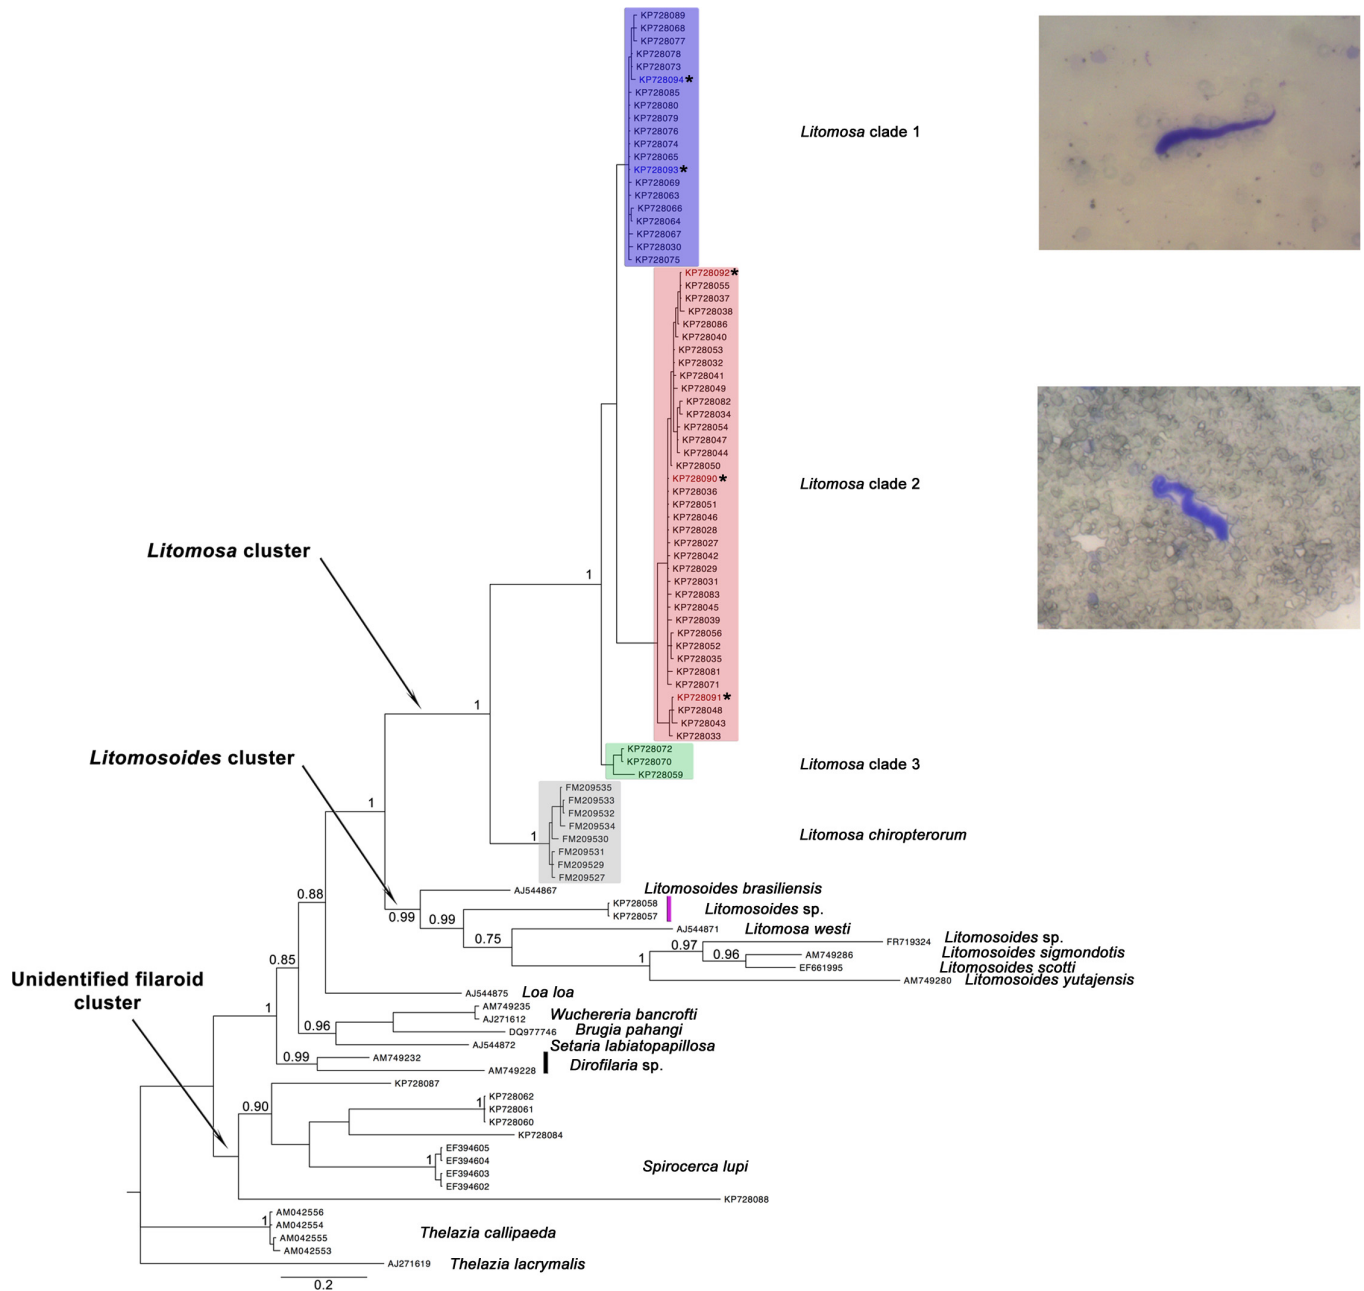 KP728089
KP728068
KP728077
KP728078
KP728073
KP728094*
KP728085
KP728080
KP728079
KP728076
Litomosa clade 1
KP728074
KP728065
KP728093*
KP728069
KP728063
KP728066
KP728064
KP728067
KP728030
KP728075
KP728092*
KP728055
KP728037
KP728038
KP728086
KP728040
KP728053
KP728032
KP728041
KP728049
KP728082
KP728034
KP728054
KP728047
KP728044
KP728050
KP728090*
Litomosa clade 2
KP728036
KP728051
KP728046
KP728028
KP728027
Litomosa cluster
KP728042
KP728029
1
KP728031
KP728083
KP728045
KP728039
KP728056
KP728052
KP728035
KP728081
KP728071
KP728091*
1
KP728048
KP728043
KP728033
KP728072
Litomosoides cluster
KP728070
Litomosa clade 3
KP728059
FM209535
1
FM209533
FM209532
FM209534
1
FM209530
Litomosa chiropterorum
FM209531
FM209529
FM209527
0.88
AJ544867
Litomosoides brasiliensis
KP728058
0.99
KP728057
Litomosoides sp.
0.99
AJ544871
Litomosa westi
0.75
FR719324
Litomosoides sp.
0.97
0.96
AM749286
Litomosoides sigmondotis
0.85
1
EF661995
Litomosoides scotti
Unidentified filaroid
cluster
AM749280
Litomosoides yutajensis
AJ544875
Loa loa
1
AM749235
Wuchereria bancrofti
AJ271612
0.96
DQ977746
Brugia pahangi
AJ544872
Setaria labiatopapillosa
0.99
AM749232
AM749228
Dirofilaria sp.
KP728087
0.90
KP728062
1
KP728061
KP728060
KP728084
EF394605
1
EF394604
Spirocerca lupi
EF394603
EF394602
KP728088
AM042556
1
AM042554
Thelazia callipaeda
AM042555
AM042553
AJ271619
Thelazia lacrymalis
0.2